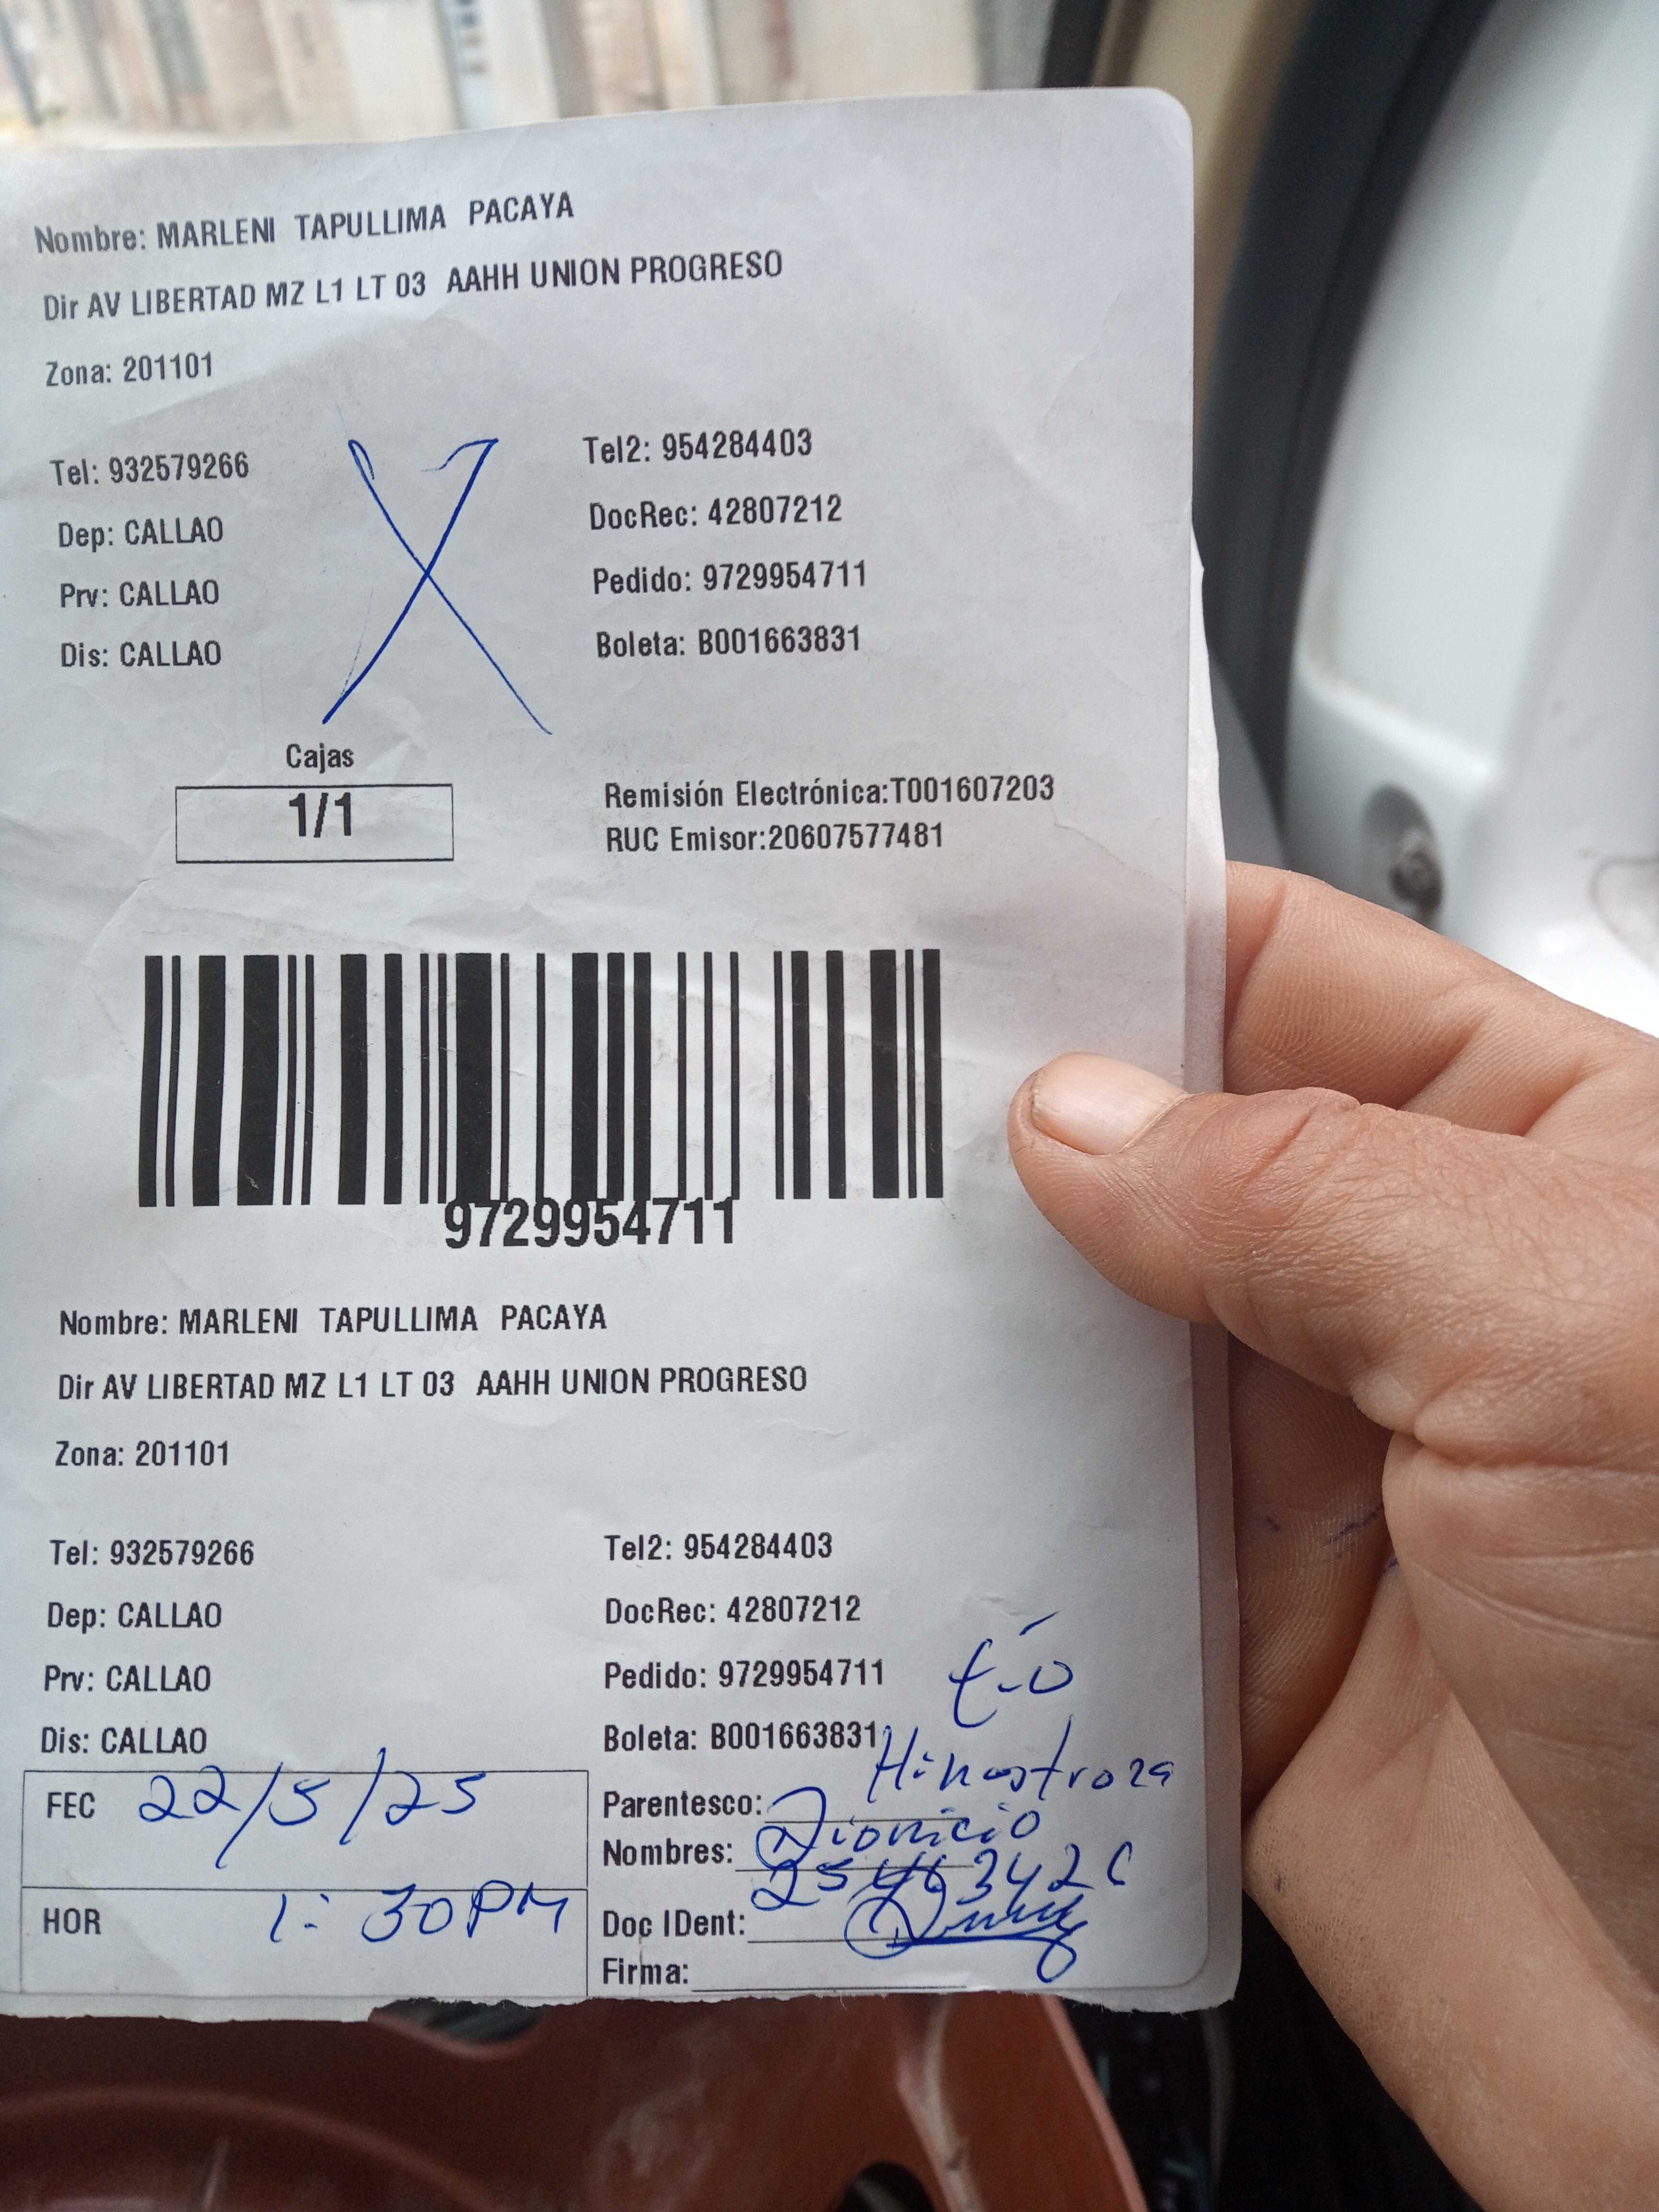 Nombre: MARLENI TAPULLIMA PACAYA
Dir AV LIBERTAD MZ L1 LT 03 AAHH UNION PROGRESO
Zona: 201101
Tel: 932579266 Tel2: 954284403
Dep: CALLAO DocRec: 42807212
Prv: CALLAO Pedido: 9729954711
Dis: CALLAO Boleta: B001663831
Cajas
1/1
Remisión Electrónica:T001607203
RUC Emisor:20607577481
9729954711
Nombre: MARLENI TAPULLIMA PACAYA
Dir AV LIBERTAD MZ L1 LT 03 AAHH UNION PROGRESO
Zona: 201101
Tel: 932579266 Tel2: 954284403
Dep: CALLAO DocRec: 42807212
Prv: CALLAO Pedido: 9729954711 tío
Dis: CALLAO Boleta: B001663831
FEC 22/5/25
Parentesco: Hinostroza
Nombres: Dionicio
HOR 1:30PM
Doc IDent:
Firma: